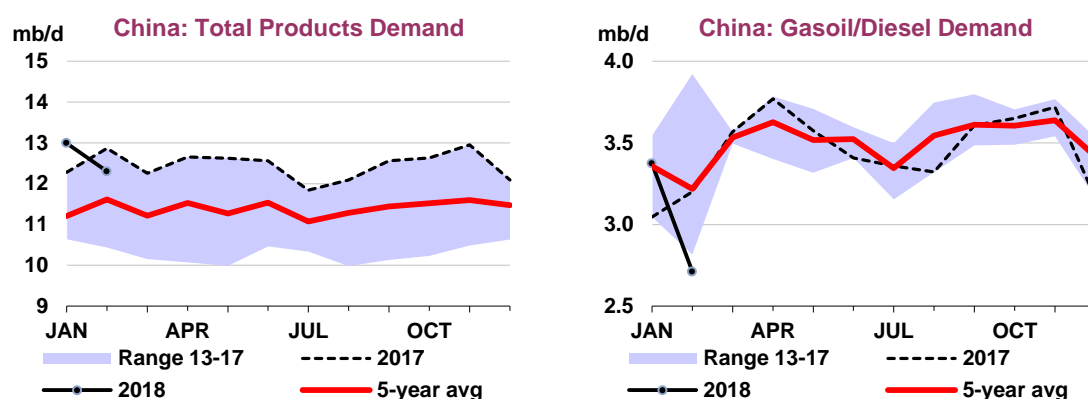 China: Total Products Demand
mb/d
15
14
13
12
11
10
9
JAN APR JUL OCT
Range 13-17 2017
2018 5-year avg
China: Gasoil/Diesel Demand
mb/d
4.0
3.5
3.0
2.5
JAN APR JUL OCT
Range 13-17 2017
2018 5-year avg